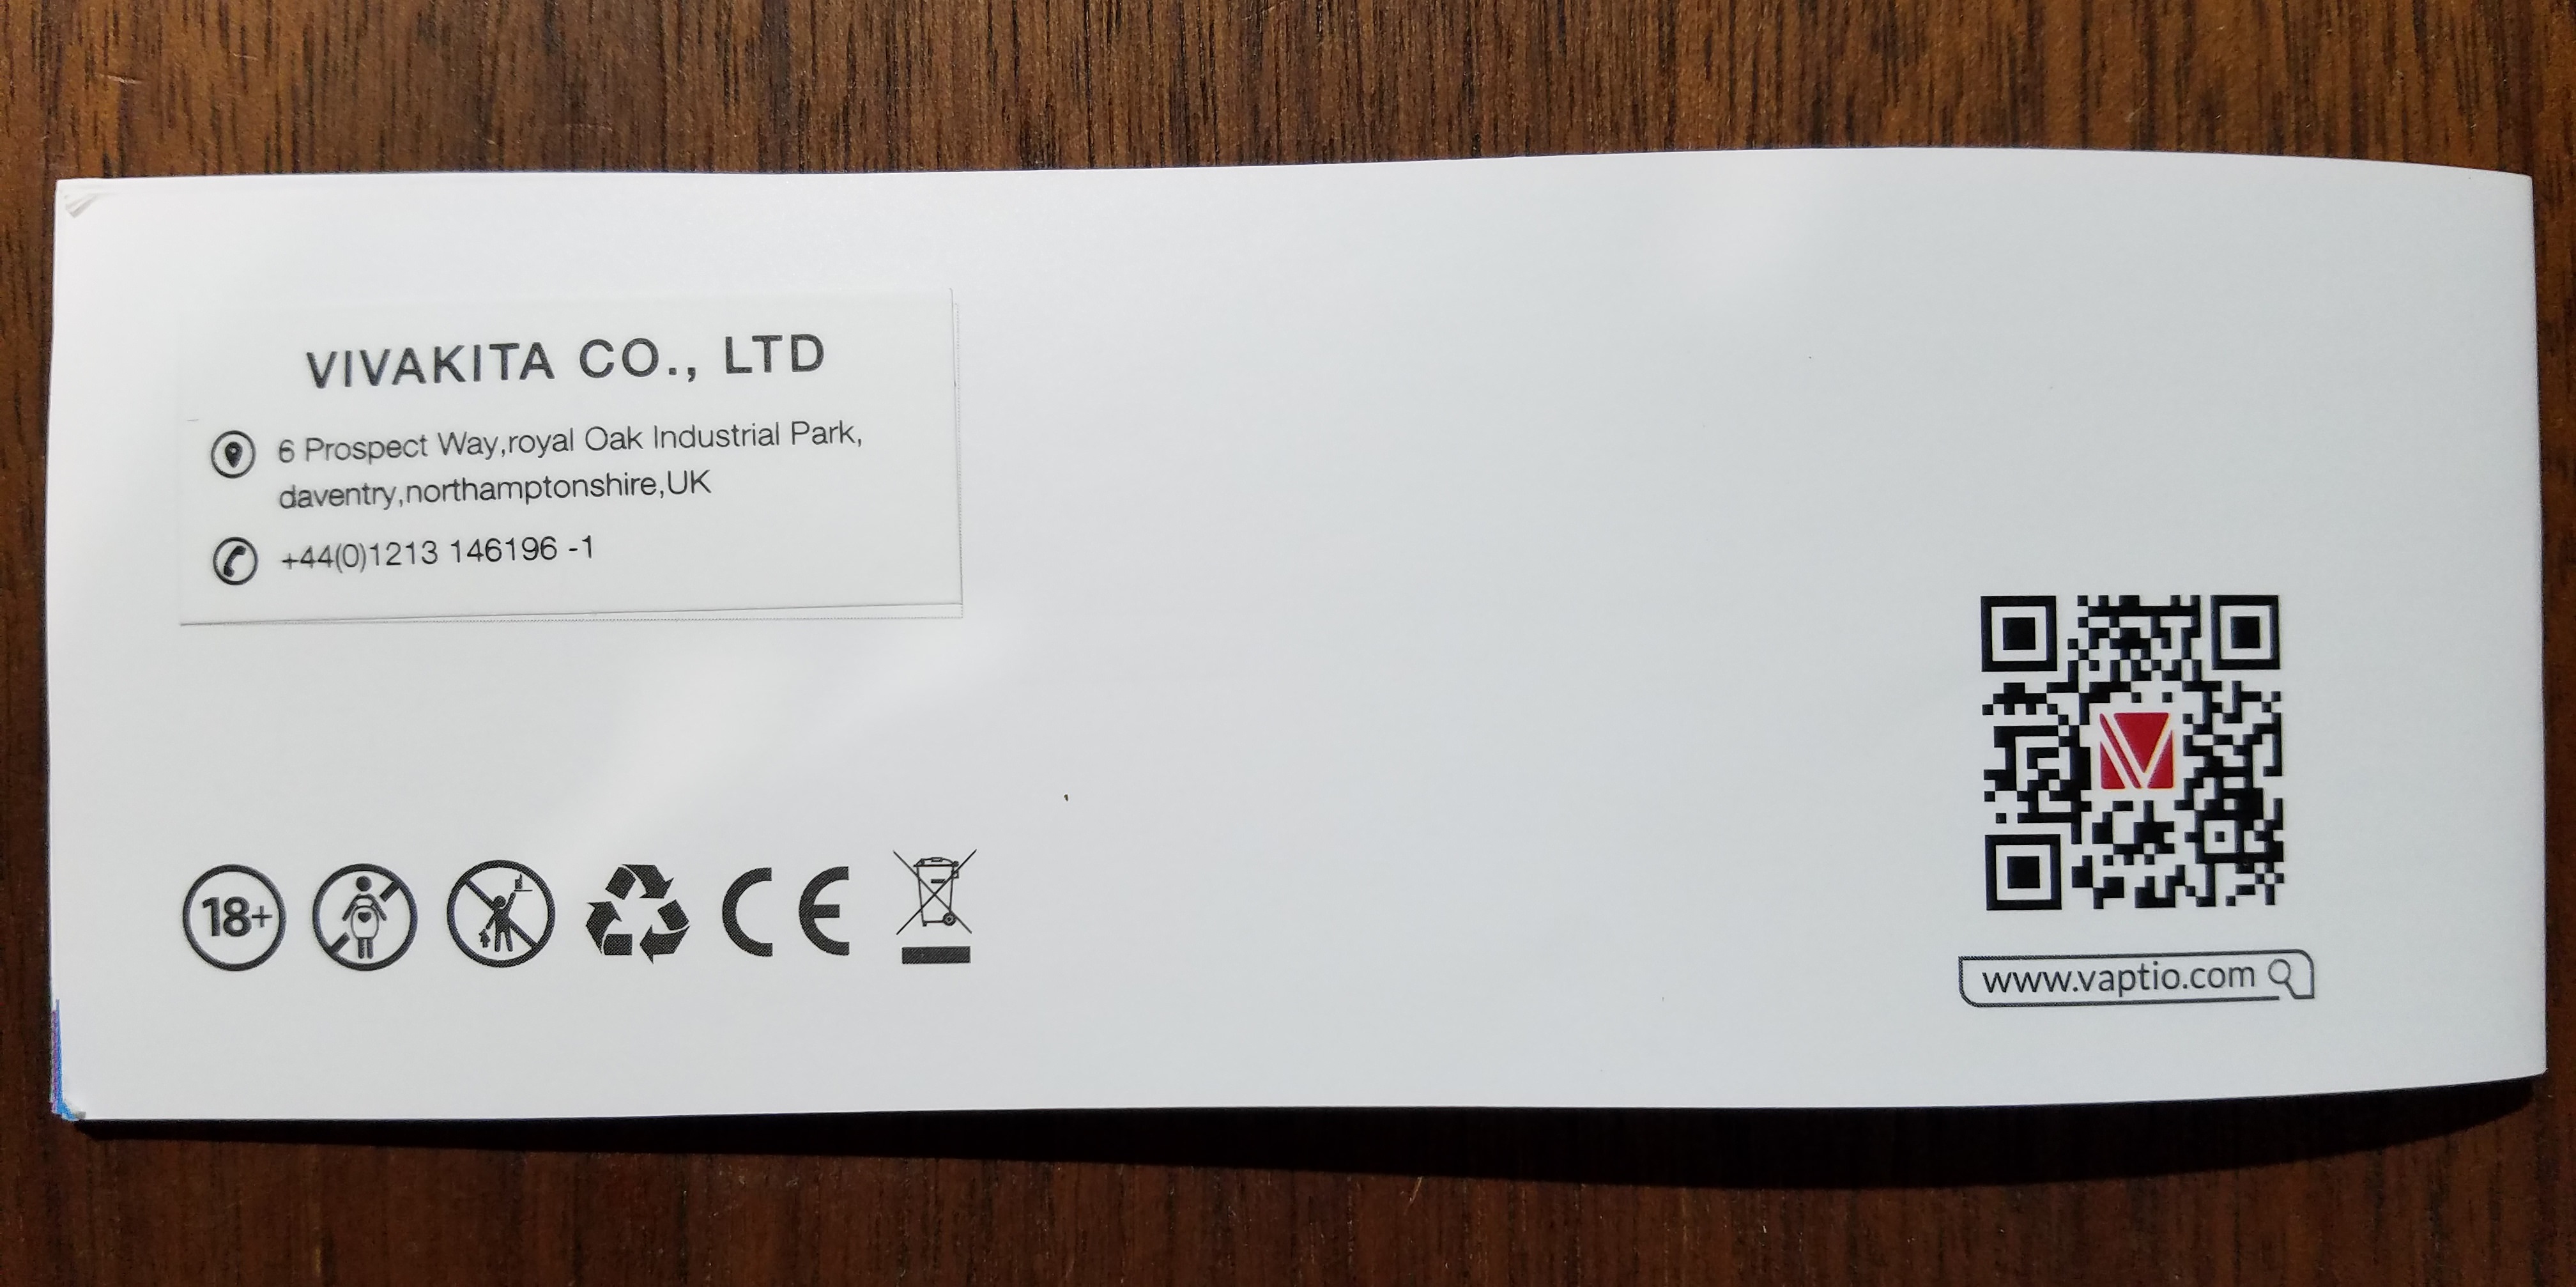 VIVAKITA CO., LTD
6 Prospect Way,royal Oak Industrial Park,
daventry,northamptonshire,UK
+44(0)1213 146196 -1
18+
CE
www.vaptio.com